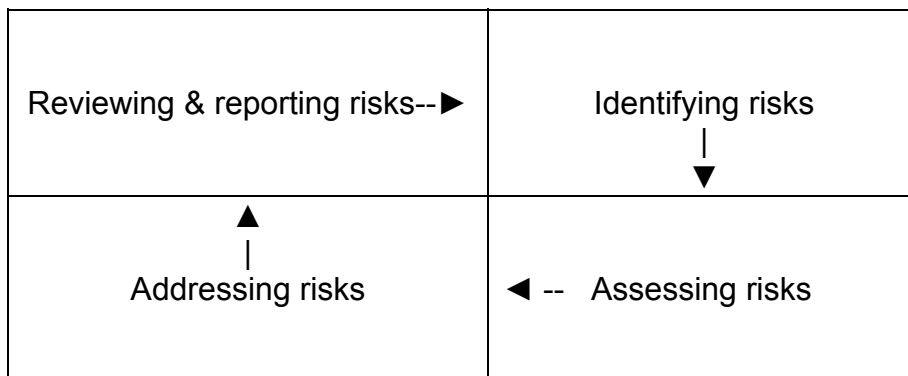 Reviewing & reporting risks--►
Identifying risks
|
▼
▲
|
Addressing risks
◄ -- Assessing risks